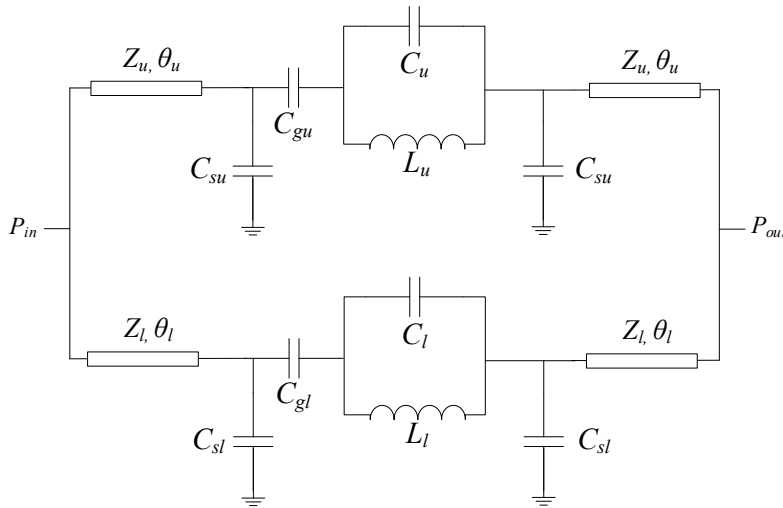 C_u
Z_u, θ_u
Z_u, θ_u
C_gu
L_u
C_su
C_su
P_in
P_out
C_l
Z_l, θ_l
Z_l, θ_l
C_gl
L_l
C_sl
C_sl